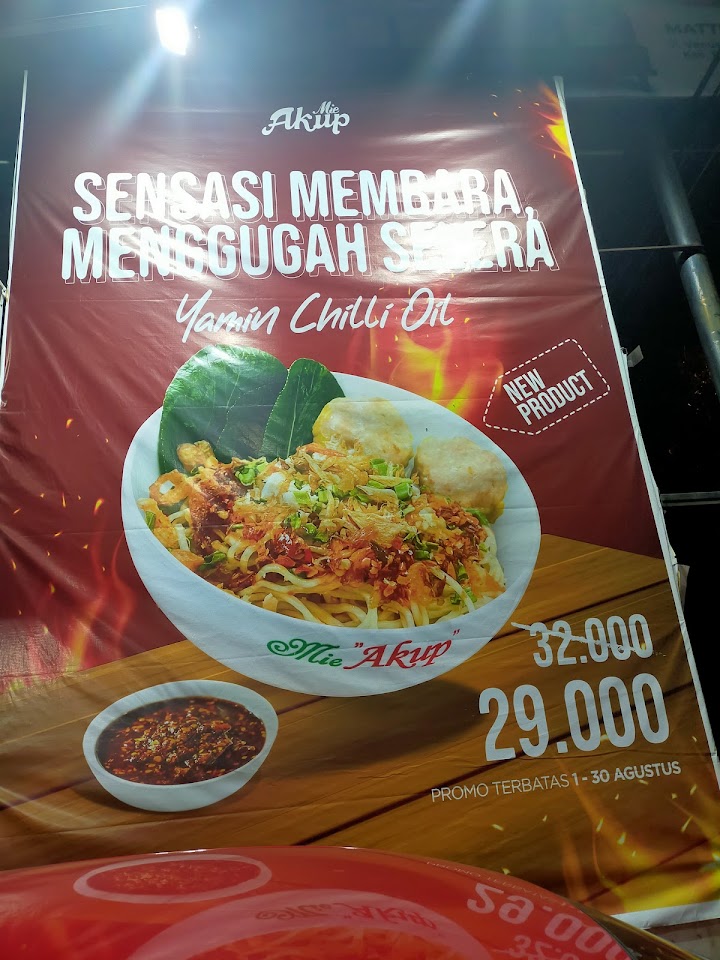 Mie
Akup
SENSASI MEMBARA,
MENGGUGAH SELERA
Yamin Chilli Oil
NEW
PRODUCT
Mie "Akup"
32.000
29.000
PROMO TERBATAS 1 - 30 AGUSTUS